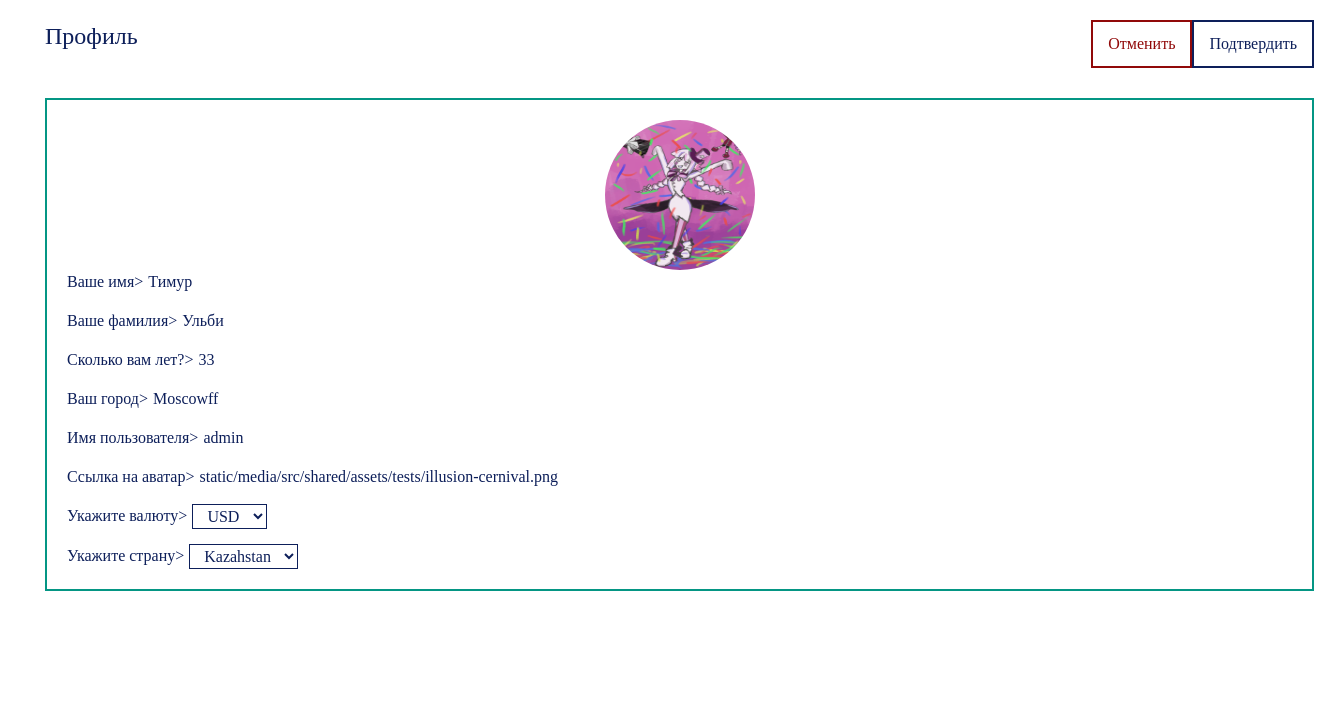 Профиль
Отменить
Подтвердить
Ваше имя> Тимур
Ваше фамилия> Ульби
Сколько вам лет?> 33
Ваш город> Moscowff
Имя пользователя> admin
Ссылка на аватар> static/media/src/shared/assets/tests/illusion-cernival.png
Укажите валюту> USD
Укажите страну> Kazahstan